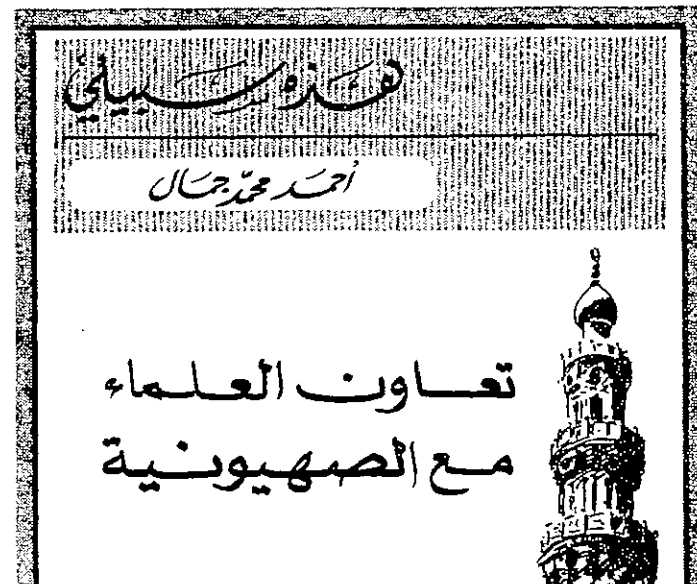 هذه سبيلي
أحمد محمد جمال
تعاون العلماء
مع الصهيونية